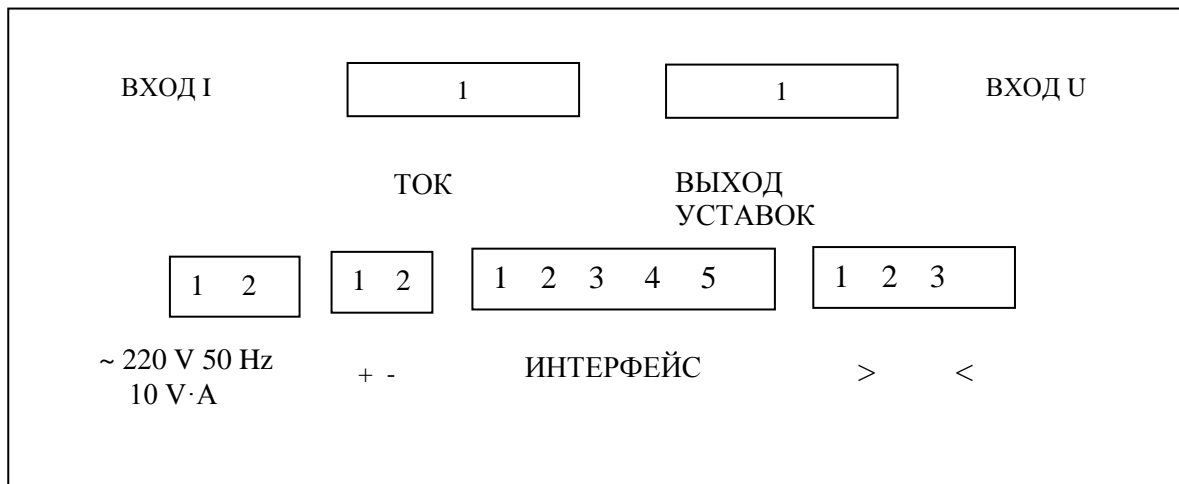 ВХОД I 1 1 ВХОД U
ТОК ВЫХОД
УСТАВОК
1 2 1 2 1 2 3 4 5 1 2 3
~ 220 V 50 Hz + - ИНТЕРФЕЙС > <
10 V·A